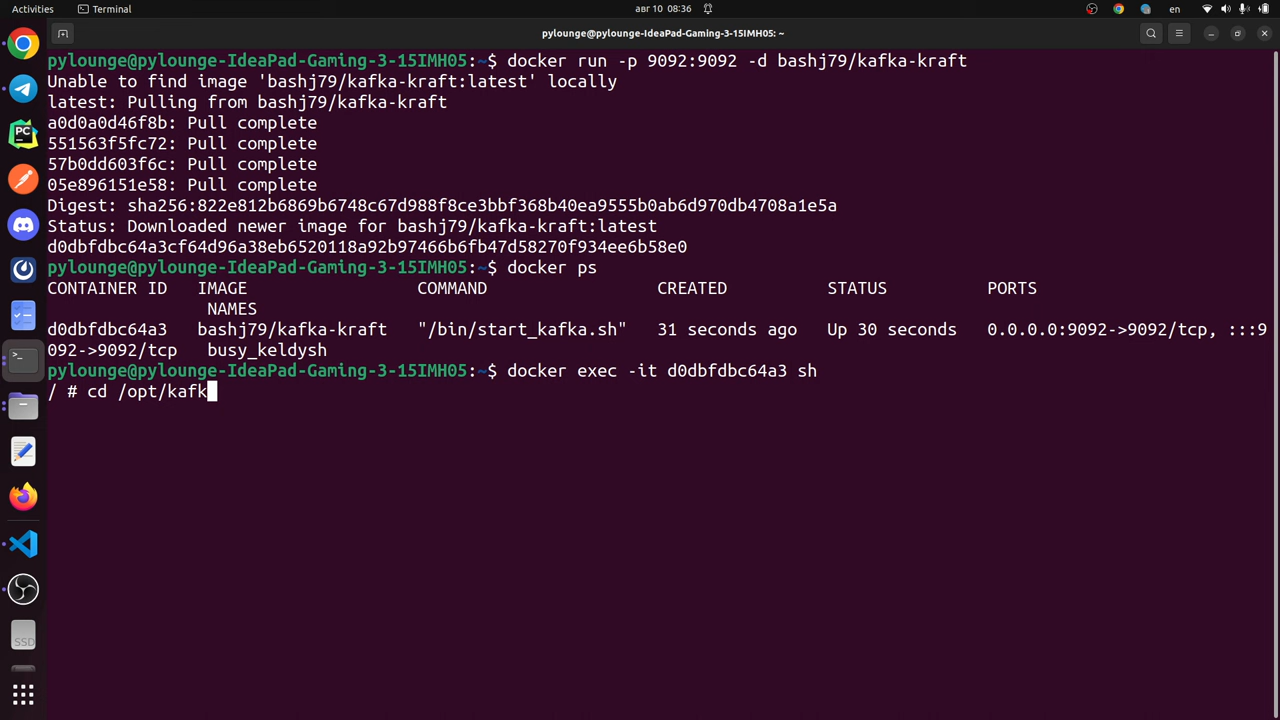 Activities
Terminal
авг 10 08:36
en
pylounge@pylounge-IdeaPad-Gaming-3-15IMH05: ~
pylounge@pylounge-IdeaPad-Gaming-3-15IMH05:~$ docker run -p 9092:9092 -d bashj79/kafka-kraft
Unable to find image 'bashj79/kafka-kraft:latest' locally
latest: Pulling from bashj79/kafka-kraft
a0d0a0d46f8b: Pull complete
551563f5fc72: Pull complete
57b0dd603f6c: Pull complete
05e896151e58: Pull complete
Digest: sha256:822e812b6869b6748c67d988f8ce3bbf368b40ea9555b0ab6d970db4708a1e5a
Status: Downloaded newer image for bashj79/kafka-kraft:latest
d0dbfdbc64a3cf64d96a38eb6520118a92b97466b6fb47d58270f934ee6b58e0
pylounge@pylounge-IdeaPad-Gaming-3-15IMH05:~$ docker ps
CONTAINER ID   IMAGE                 COMMAND                 CREATED          STATUS          PORTS
                NAMES
d0dbfdbc64a3   bashj79/kafka-kraft   "/bin/start_kafka.sh"   31 seconds ago   Up 30 seconds   0.0.0.0:9092->9092/tcp, :::9
092->9092/tcp   busy_keldysh
pylounge@pylounge-IdeaPad-Gaming-3-15IMH05:~$ docker exec -it d0dbfdbc64a3 sh
/ # cd /opt/kafk
PC
>_
SSD